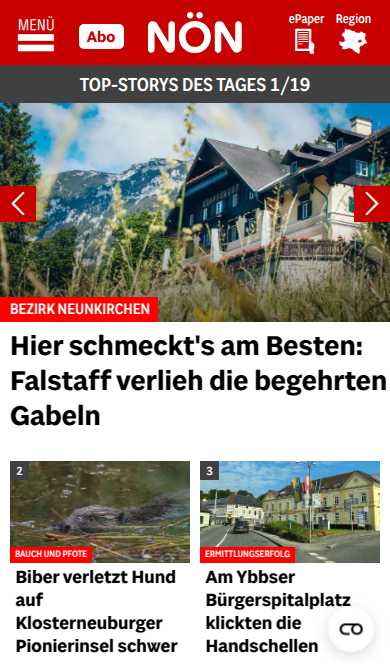 MENÜ
Abo
NÖN
ePaper
Region
TOP-STORYS DES TAGES 1/19
BEZIRK NEUNKIRCHEN
Hier schmeckt's am Besten:
Falstaff verlieh die begehrten
Gabeln
2
BAUCH UND PFOTE
Biber verletzt Hund
auf
Klosterneuburger
Pionierinsel schwer
3
ERMITTLUNGSERFOLG
Am Ybbser
Bürgerspitalplatz
klickten die
Handschellen